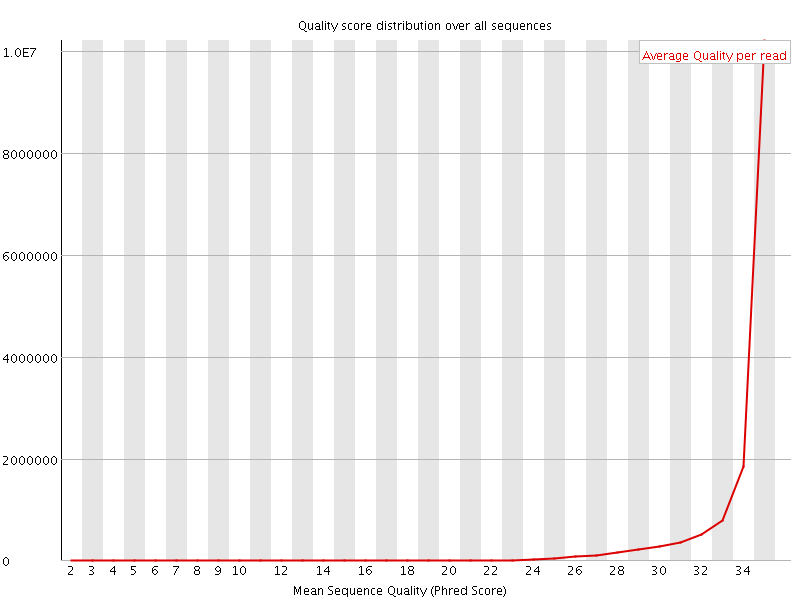 Quality score distribution over all sequences
Average Quality per read
1.0E7
8000000
6000000
4000000
2000000
0
2 3 4 5 6 7 8 9 10 12 14 16 18 20 22 24 26 28 30 32 34
Mean Sequence Quality (Phred Score)